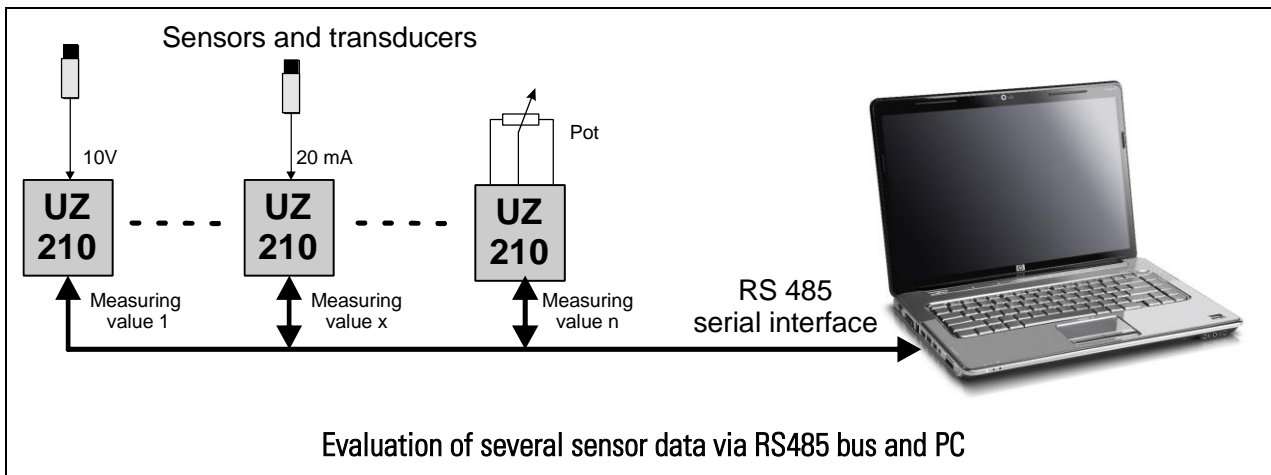 Sensors and transducers
10V
20 mA
Pot
UZ
210
UZ
210
UZ
210
Measuring
value 1
Measuring
value x
Measuring
value n
RS 485
serial interface
Evaluation of several sensor data via RS485 bus and PC